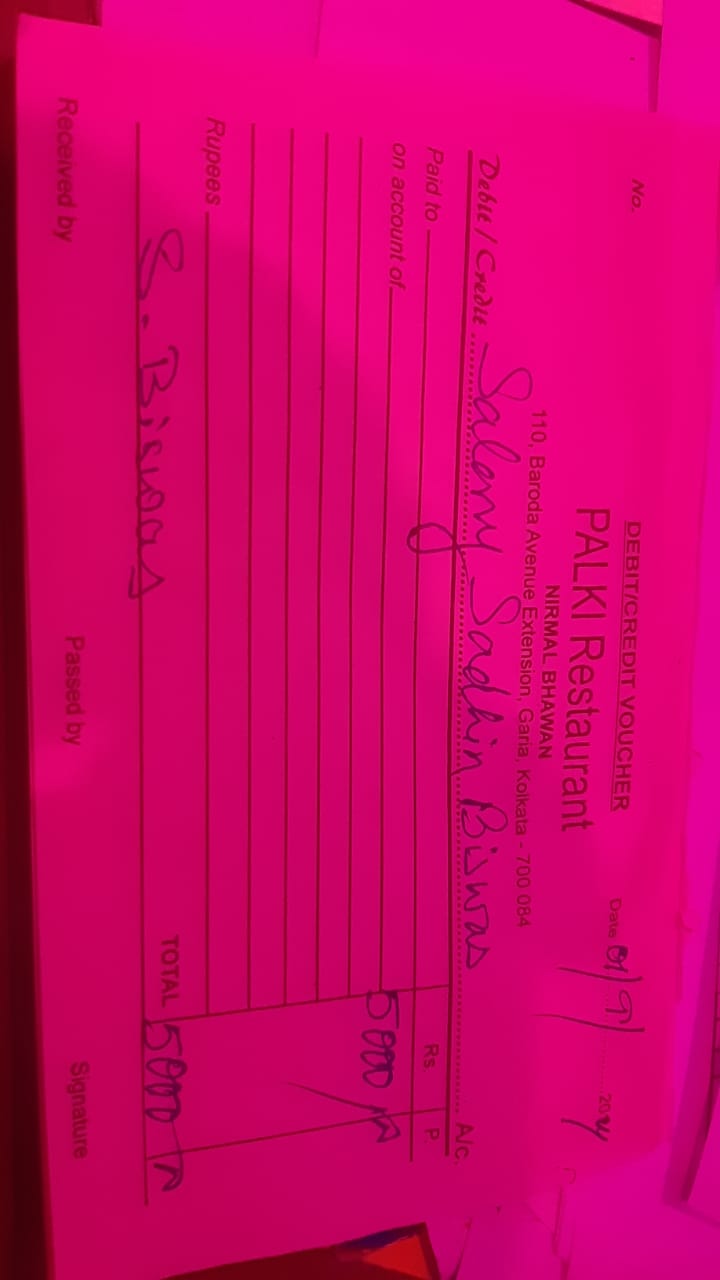 DEBIT/CREDIT VOUCHER
No. Date 01/9/ 2024
PALKI Restaurant
NIRMAL BHAWAN
110, Baroda Avenue Extension, Garia, Kolkata - 700 084
Debit / Credit Salary Sadhin Biswas A/c.
Paid to Rs. P.
on account of 5000/-
Rupees
TOTAL 5000/-
S. Biswas
Received by Passed by Signature